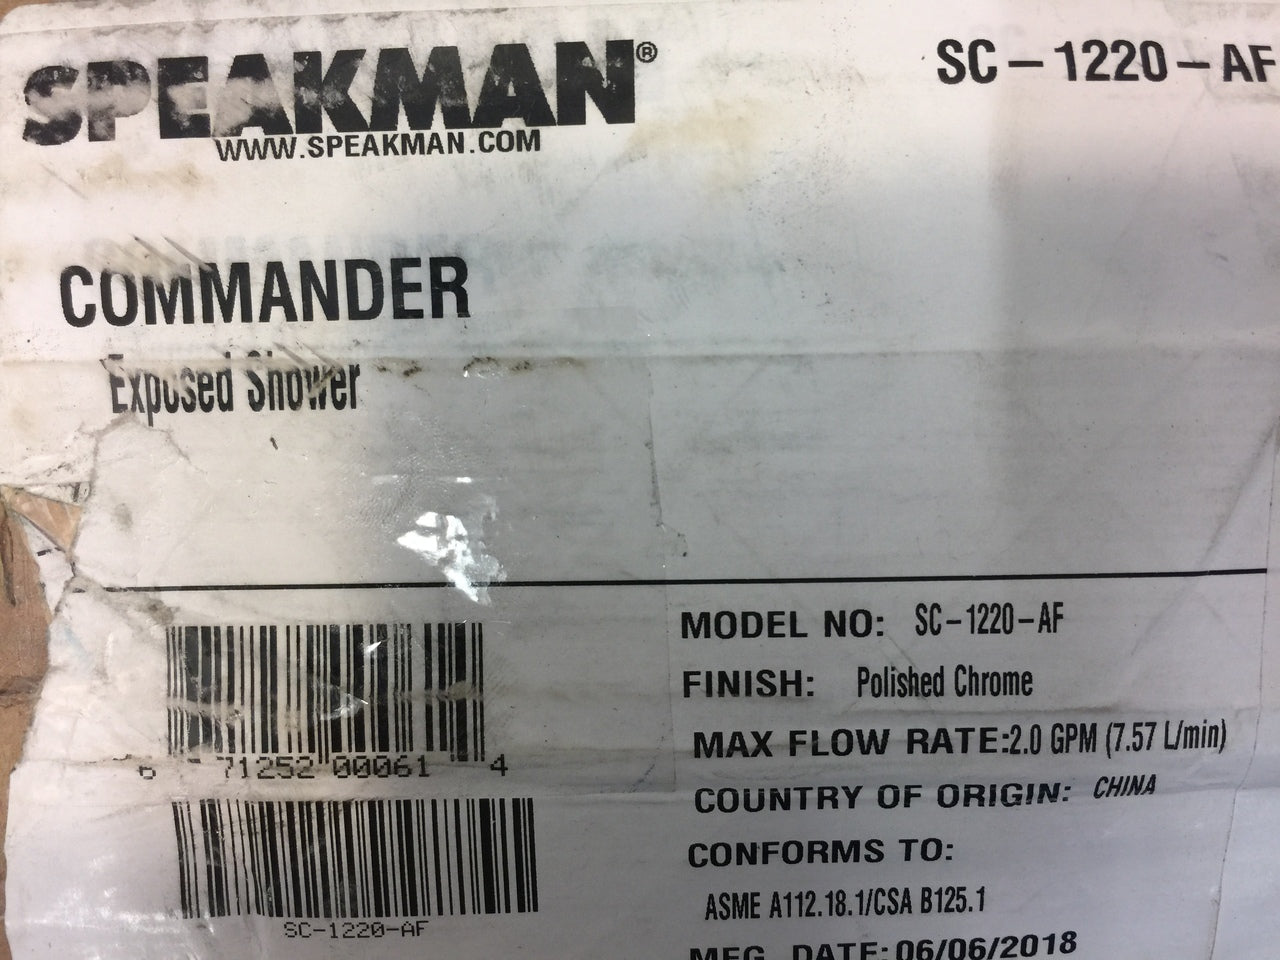 SPEAKMAN®
WWW.SPEAKMAN.COM
SC-1220-AF
COMMANDER
Exposed Shower
MODEL NO: SC-1220-AF
FINISH: Polished Chrome
MAX FLOW RATE:2.0 GPM (7.57 L/min)
COUNTRY OF ORIGIN: CHINA
CONFORMS TO:
ASME A112.18.1/CSA B125.1
MFG. DATE: 06/06/2018
6 71252 00061 4
SC-1220-AF